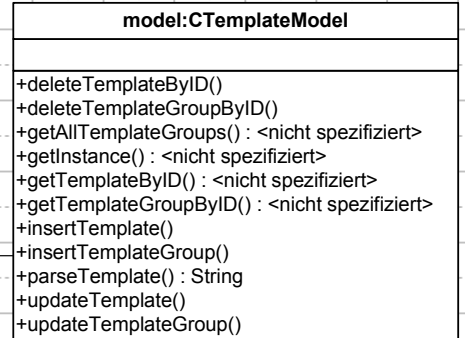 model:CTemplateModel
+deleteTemplateByID()
+deleteTemplateGroupByID()
+getAllTemplateGroups() : <nicht spezifiziert>
+getInstance() : <nicht spezifiziert>
+getTemplateByID() : <nicht spezifiziert>
+getTemplateGroupByID() : <nicht spezifiziert>
+insertTemplate()
+insertTemplateGroup()
+parseTemplate() : String
+updateTemplate()
+updateTemplateGroup()